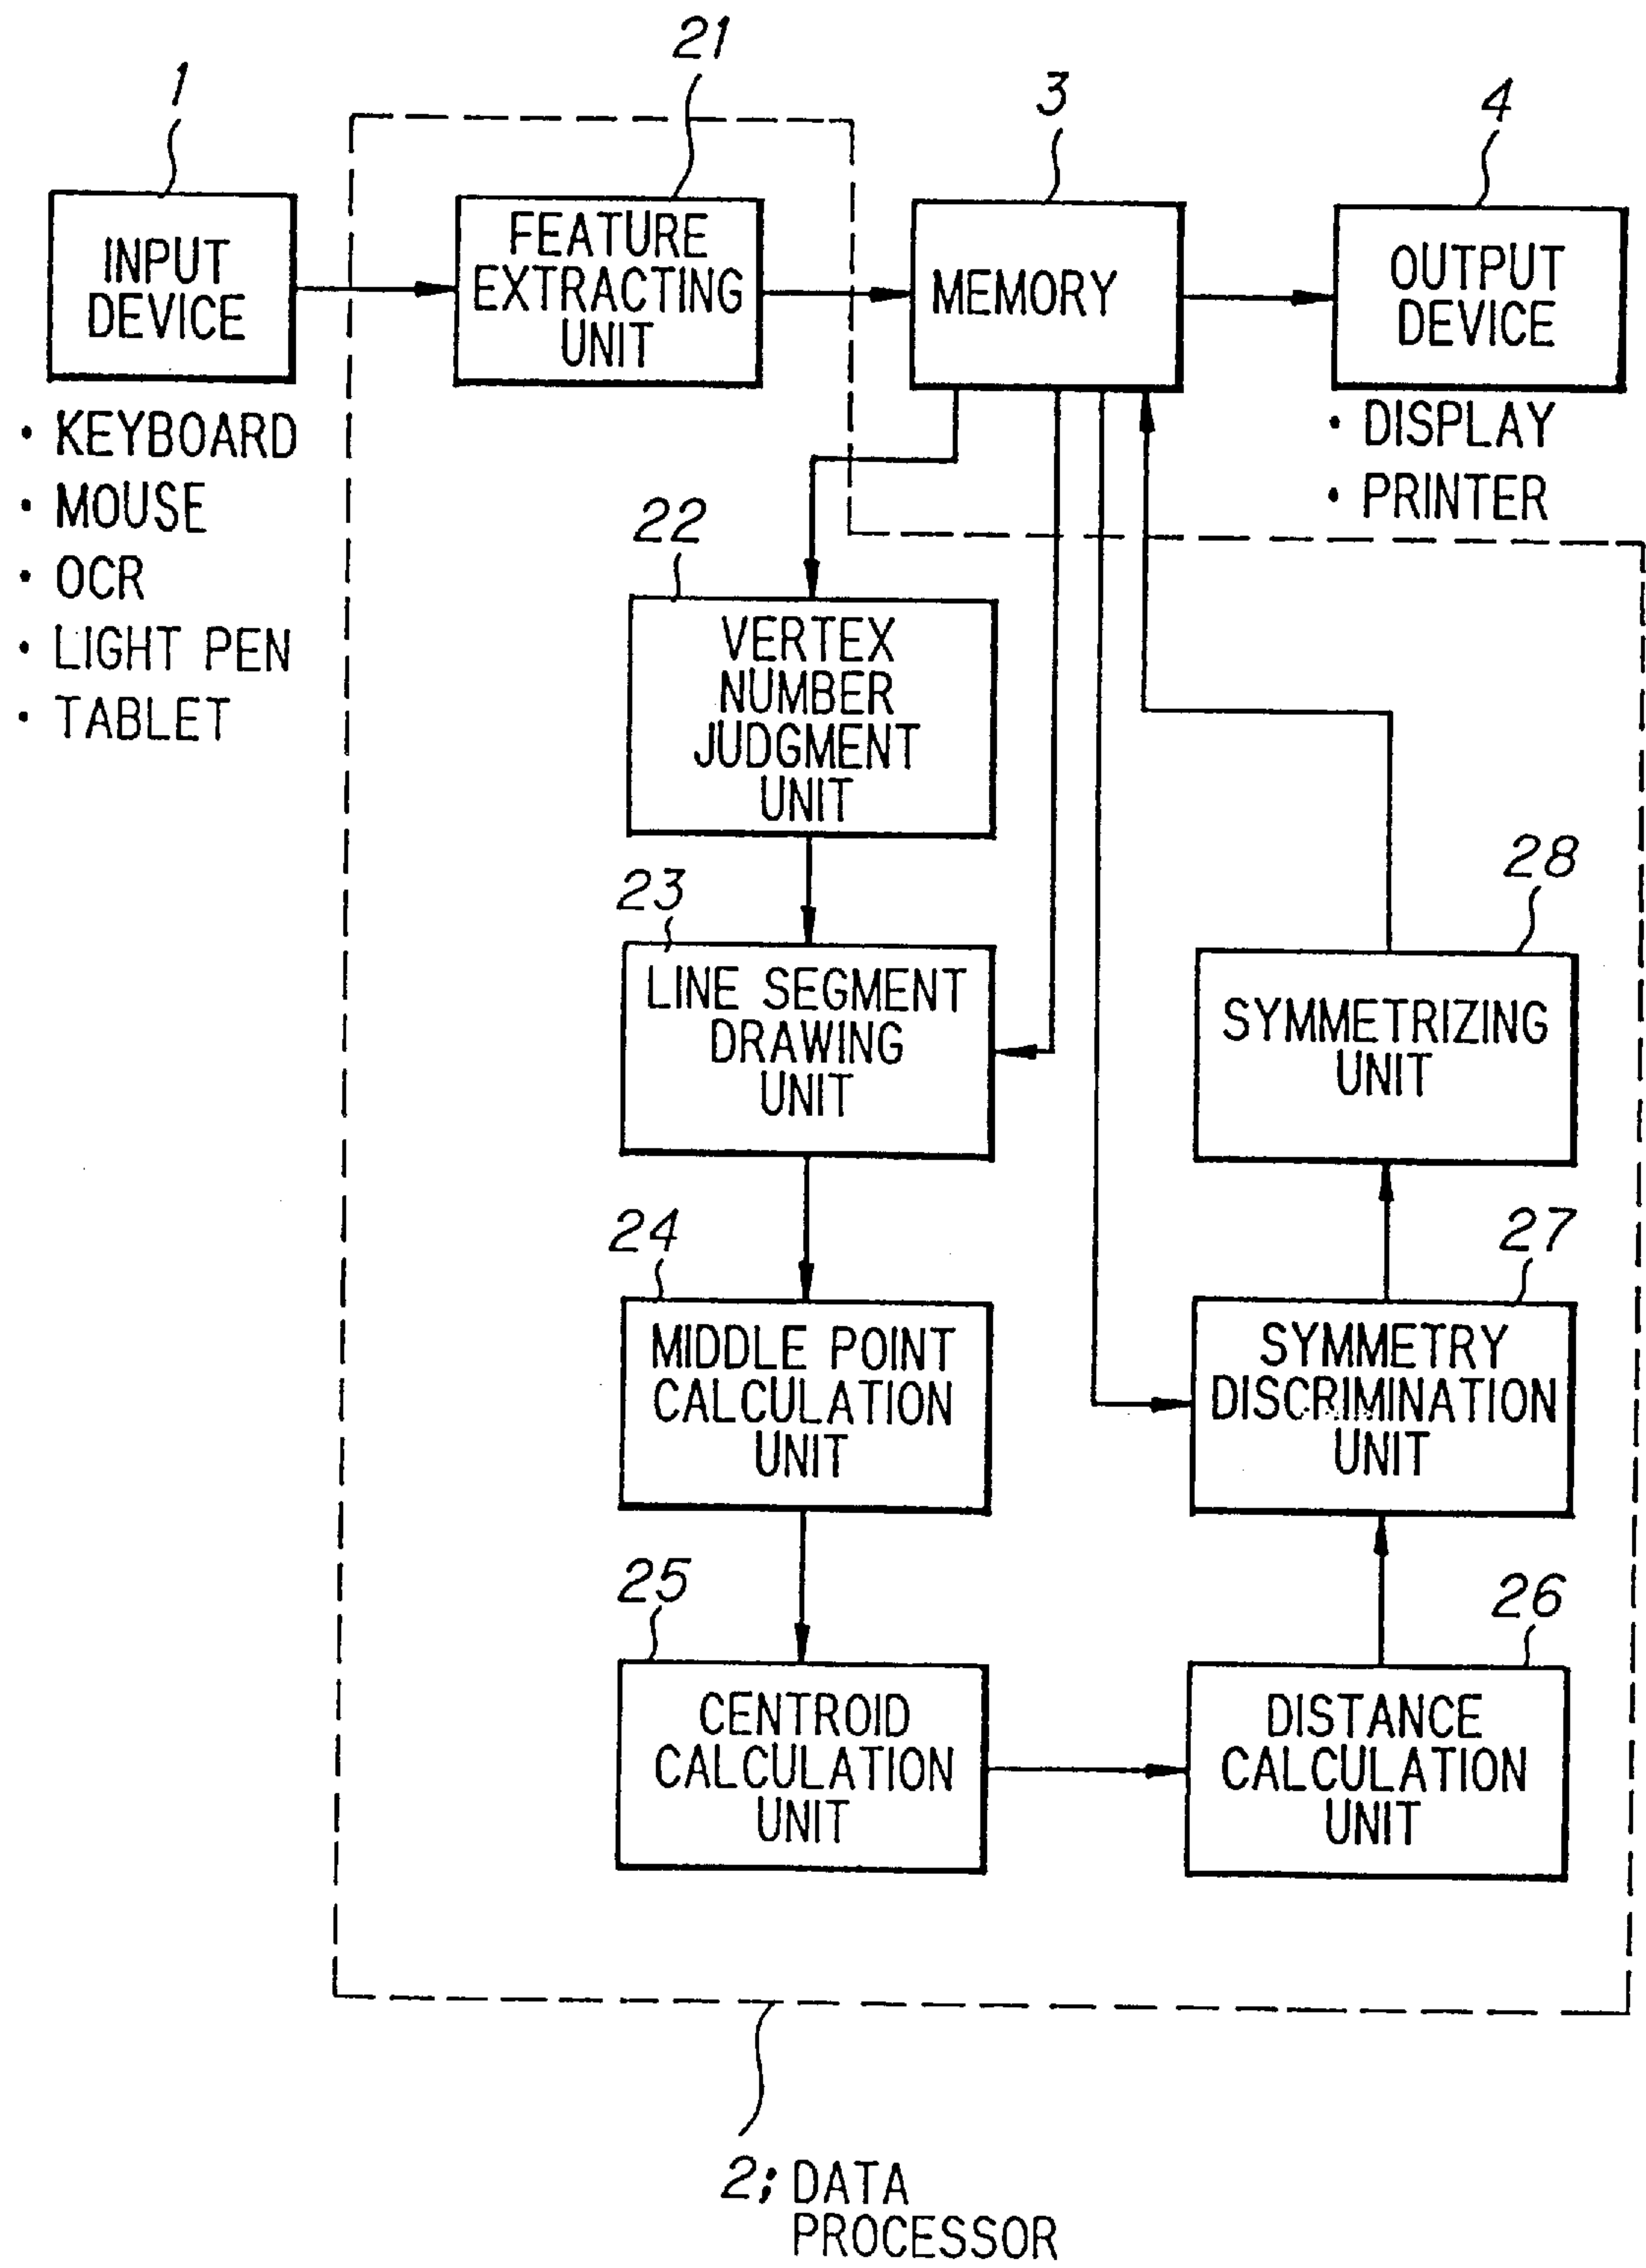 21
1
3
4
INPUT
DEVICE
FEATURE
EXTRACTING
UNIT
MEMORY
OUTPUT
DEVICE
· KEYBOARD
· MOUSE
· OCR
· LIGHT PEN
· TABLET
· DISPLAY
· PRINTER
22
VERTEX
NUMBER
JUDGMENT
UNIT
23
LINE SEGMENT
DRAWING
UNIT
28
SYMMETRIZING
UNIT
24
MIDDLE POINT
CALCULATION
UNIT
27
SYMMETRY
DISCRIMINATION
UNIT
25
CENTROID
CALCULATION
UNIT
26
DISTANCE
CALCULATION
UNIT
2; DATA
PROCESSOR